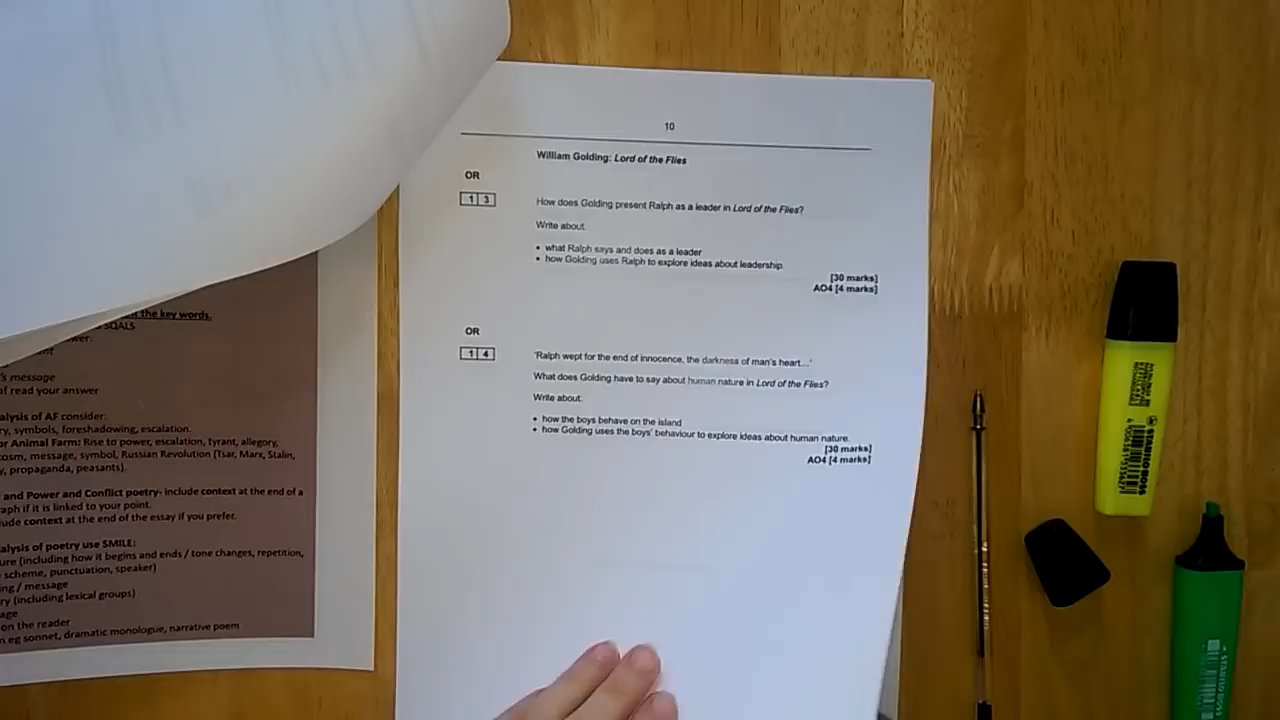 10
William Golding: Lord of the Flies
OR
1 3
How does Golding present Ralph as a leader in Lord of the Flies?
Write about:
• what Ralph says and does as a leader
• how Golding uses Ralph to explore ideas about leadership.
[30 marks]
AO4 [4 marks]
OR
1 4
'Ralph wept for the end of innocence, the darkness of man's heart…'
What does Golding have to say about human nature in Lord of the Flies?
Write about:
• how the boys behave on the island
• how Golding uses the boys' behaviour to explore ideas about human nature.
[30 marks]
AO4 [4 marks]
the key words.
SQALS
's message
of read your answer
alysis of AF consider:
ry, symbols, foreshadowing, escalation.
or Animal Farm: Rise to power, escalation, tyrant, allegory,
cosm, message, symbol, Russian Revolution (Tsar, Marx, Stalin,
y, propaganda, peasants).
and Power and Conflict poetry- include context at the end of a
aph if it is linked to your point.
ude context at the end of the essay if you prefer.
alysis of poetry use SMILE:
ure (including how it begins and ends / tone changes, repetition,
scheme, punctuation, speaker)
ing / message
ry (including lexical groups)
age
on the reader
n eg sonnet, dramatic monologue, narrative poem
STABILO BOSS
STABILO BOSS